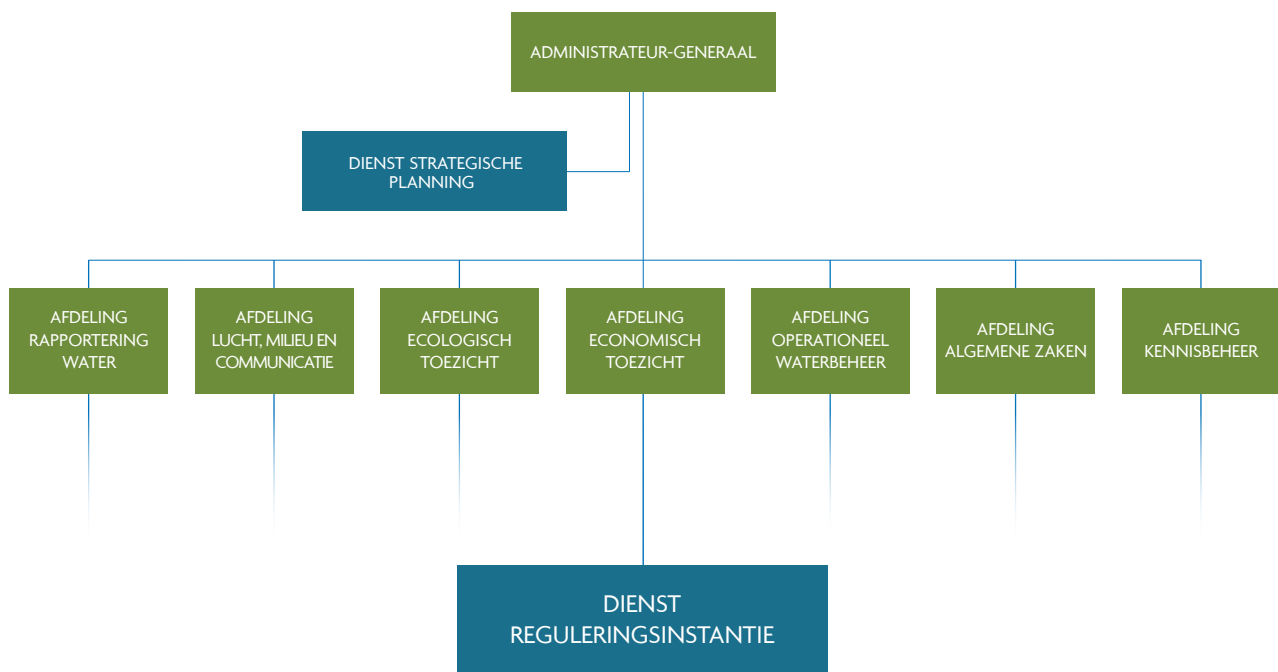 ADMINISTRATEUR-GENERAAL
DIENST STRATEGISCHE
PLANNING
AFDELING
RAPPORTERING
WATER
AFDELING
LUCHT, MILIEU EN
COMMUNICATIE
AFDELING
ECOLOGISCH
TOEZICHT
AFDELING
ECONOMISCH
TOEZICHT
AFDELING
OPERATIONEEL
WATERBEHEER
AFDELING
ALGEMENE ZAKEN
AFDELING
KENNISBEHEER
DIENST
REGULERINGSINSTANTIE